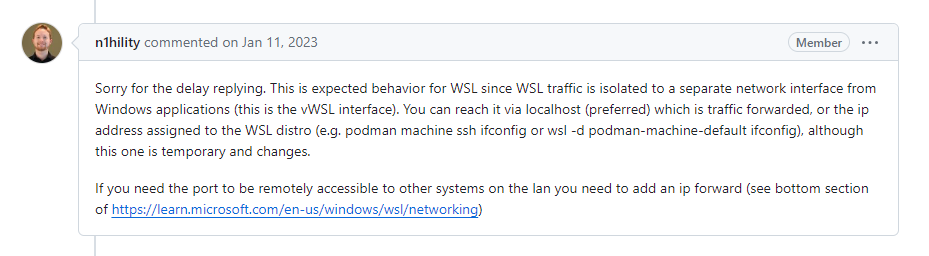 n1hility commented on Jan 11, 2023
Member
Sorry for the delay replying. This is expected behavior for WSL since WSL traffic is isolated to a separate network interface from
Windows applications (this is the vWSL interface). You can reach it via localhost (preferred) which is traffic forwarded, or the ip
address assigned to the WSL distro (e.g. podman machine ssh ifconfig or wsl -d podman-machine-default ifconfig), although
this one is temporary and changes.
If you need the port to be remotely accessible to other systems on the lan you need to add an ip forward (see bottom section
of https://learn.microsoft.com/en-us/windows/wsl/networking)